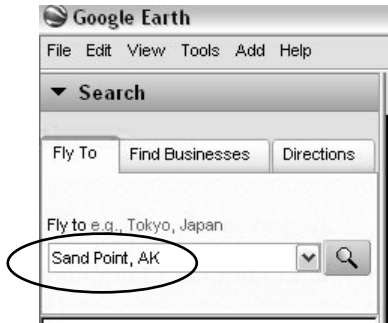 Google Earth
File Edit View Tools Add Help
Search
Fly To Find Businesses Directions
Fly to e.g., Tokyo, Japan
Sand Point, AK